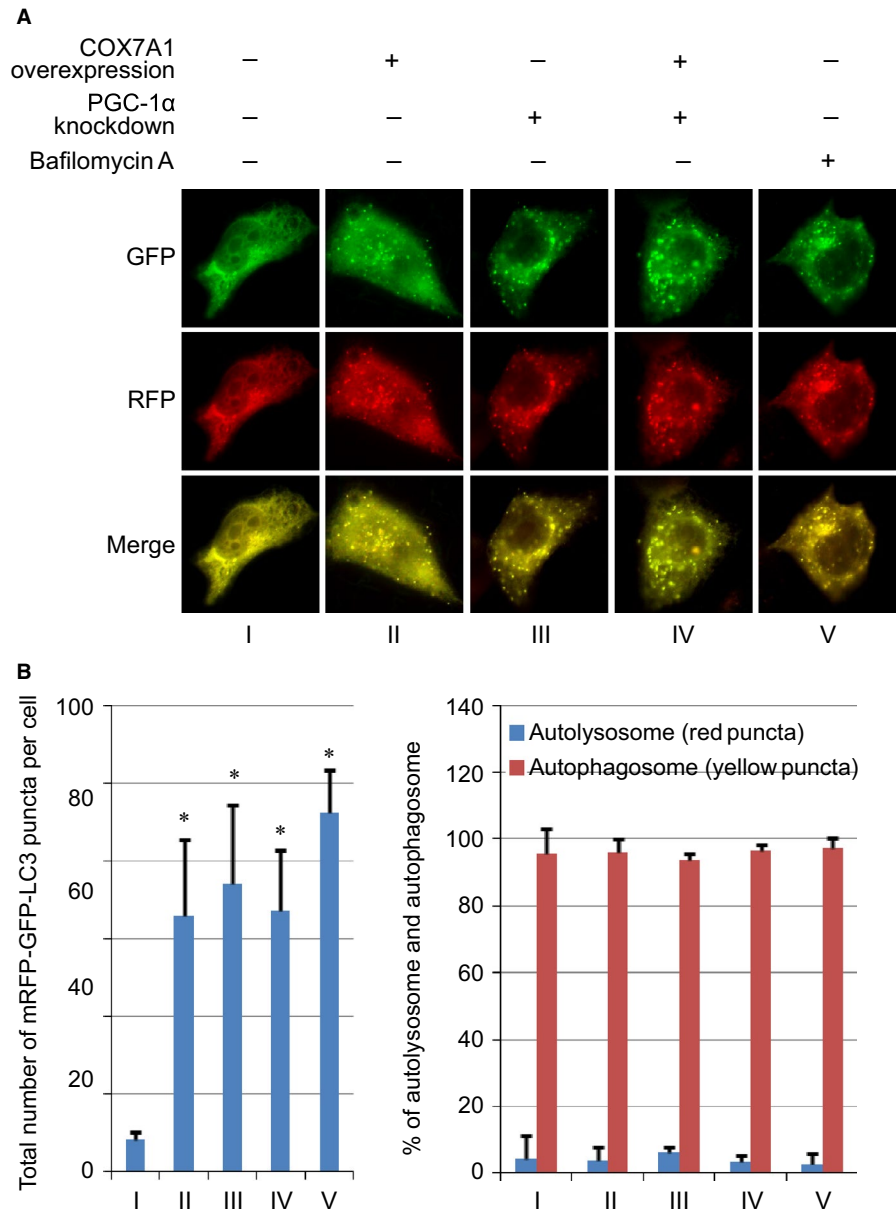 A
COX7A1
overexpression
– + – + –
PGC-1α
knockdown
– – + + –
Bafilomycin A
– – – – +
GFP
RFP
Merge
I II III IV V
B
Total number of mRFP-GFP-LC3 puncta per cell
100
80
60
40
20
0
*
*
*
*
I II III IV V
% of autolysosome and autophagosome
140
120
100
80
60
40
20
0
Autolysosome (red puncta)
Autophagosome (yellow puncta)
I II III IV V